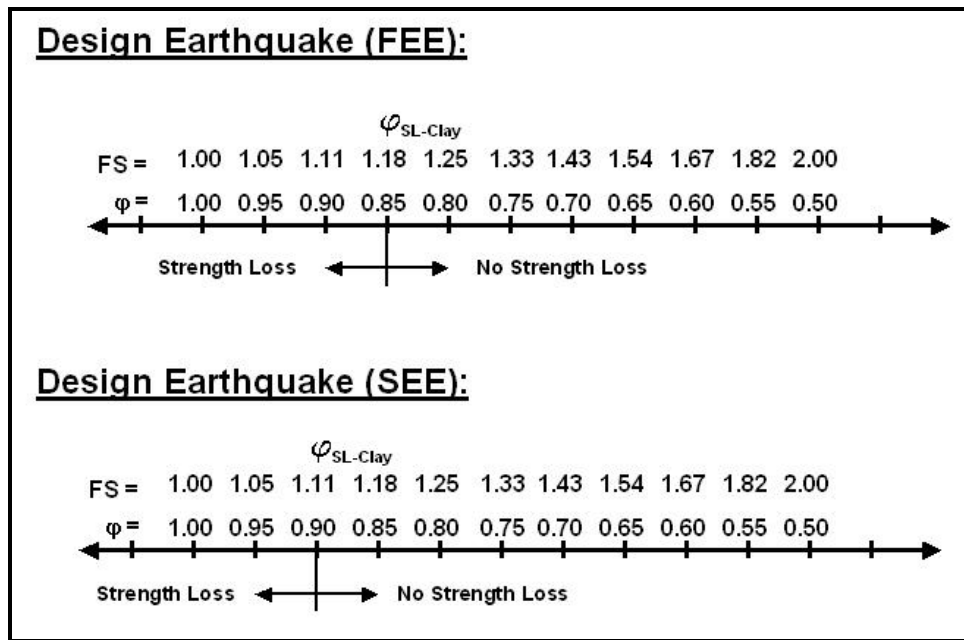 Design Earthquake (FEE):
φSL-Clay
FS = 1.00 1.05 1.11 1.18 1.25 1.33 1.43 1.54 1.67 1.82 2.00
φ = 1.00 0.95 0.90 0.85 0.80 0.75 0.70 0.65 0.60 0.55 0.50
Strength Loss No Strength Loss
Design Earthquake (SEE):
φSL-Clay
FS = 1.00 1.05 1.11 1.18 1.25 1.33 1.43 1.54 1.67 1.82 2.00
φ = 1.00 0.95 0.90 0.85 0.80 0.75 0.70 0.65 0.60 0.55 0.50
Strength Loss No Strength Loss